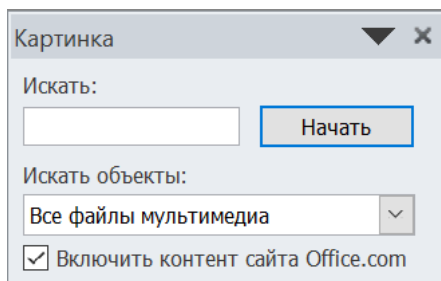 Картинка
Искать:
Начать
Искать объекты:
Все файлы мультимедиа
Включить контент сайта Office.com